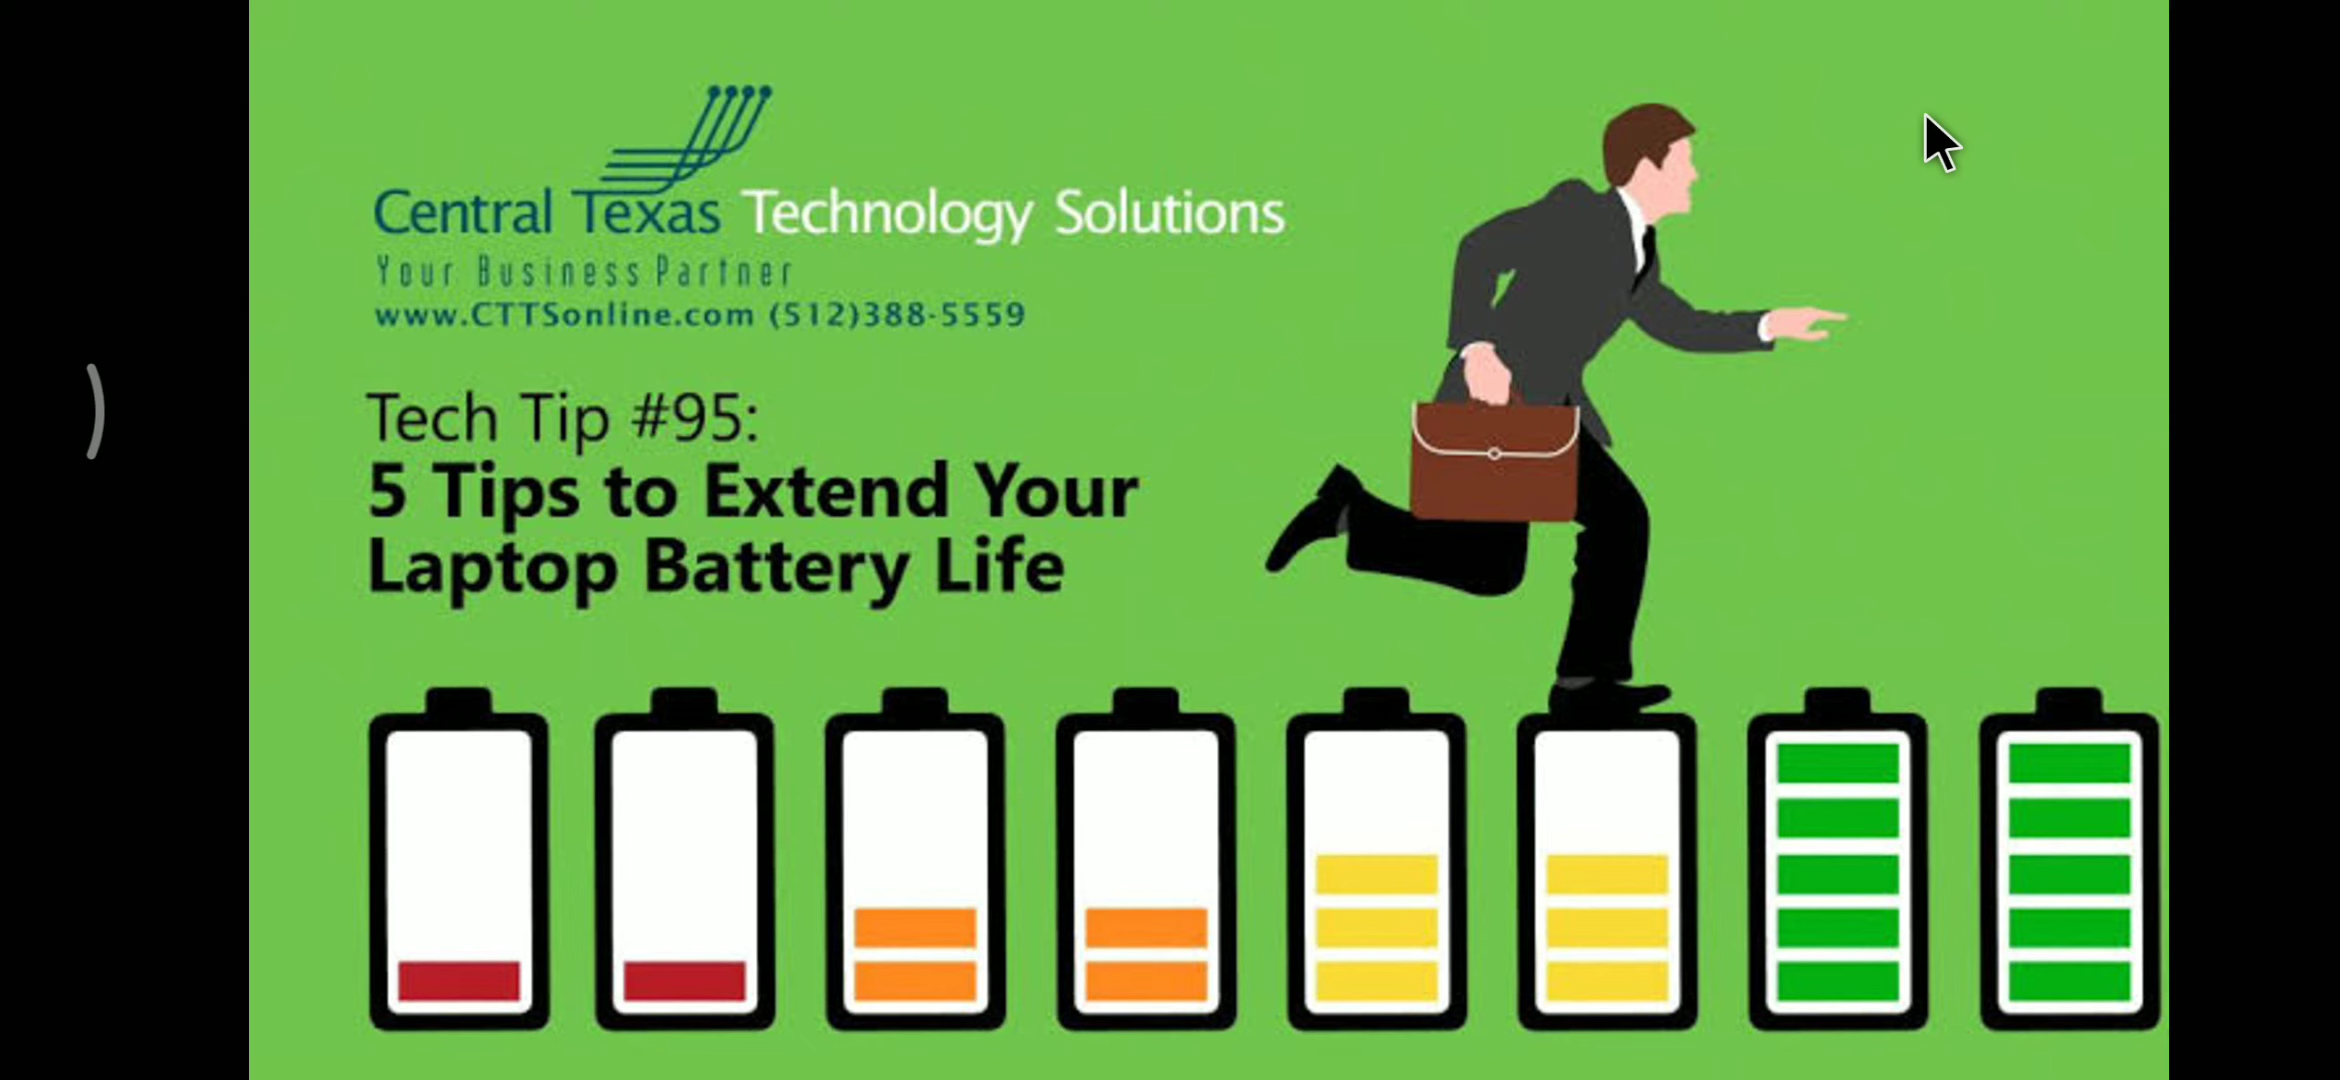 Central Texas Technology Solutions
Your Business Partner
www.CTTSonline.com (512)388-5559
Tech Tip #95:
5 Tips to Extend Your
Laptop Battery Life